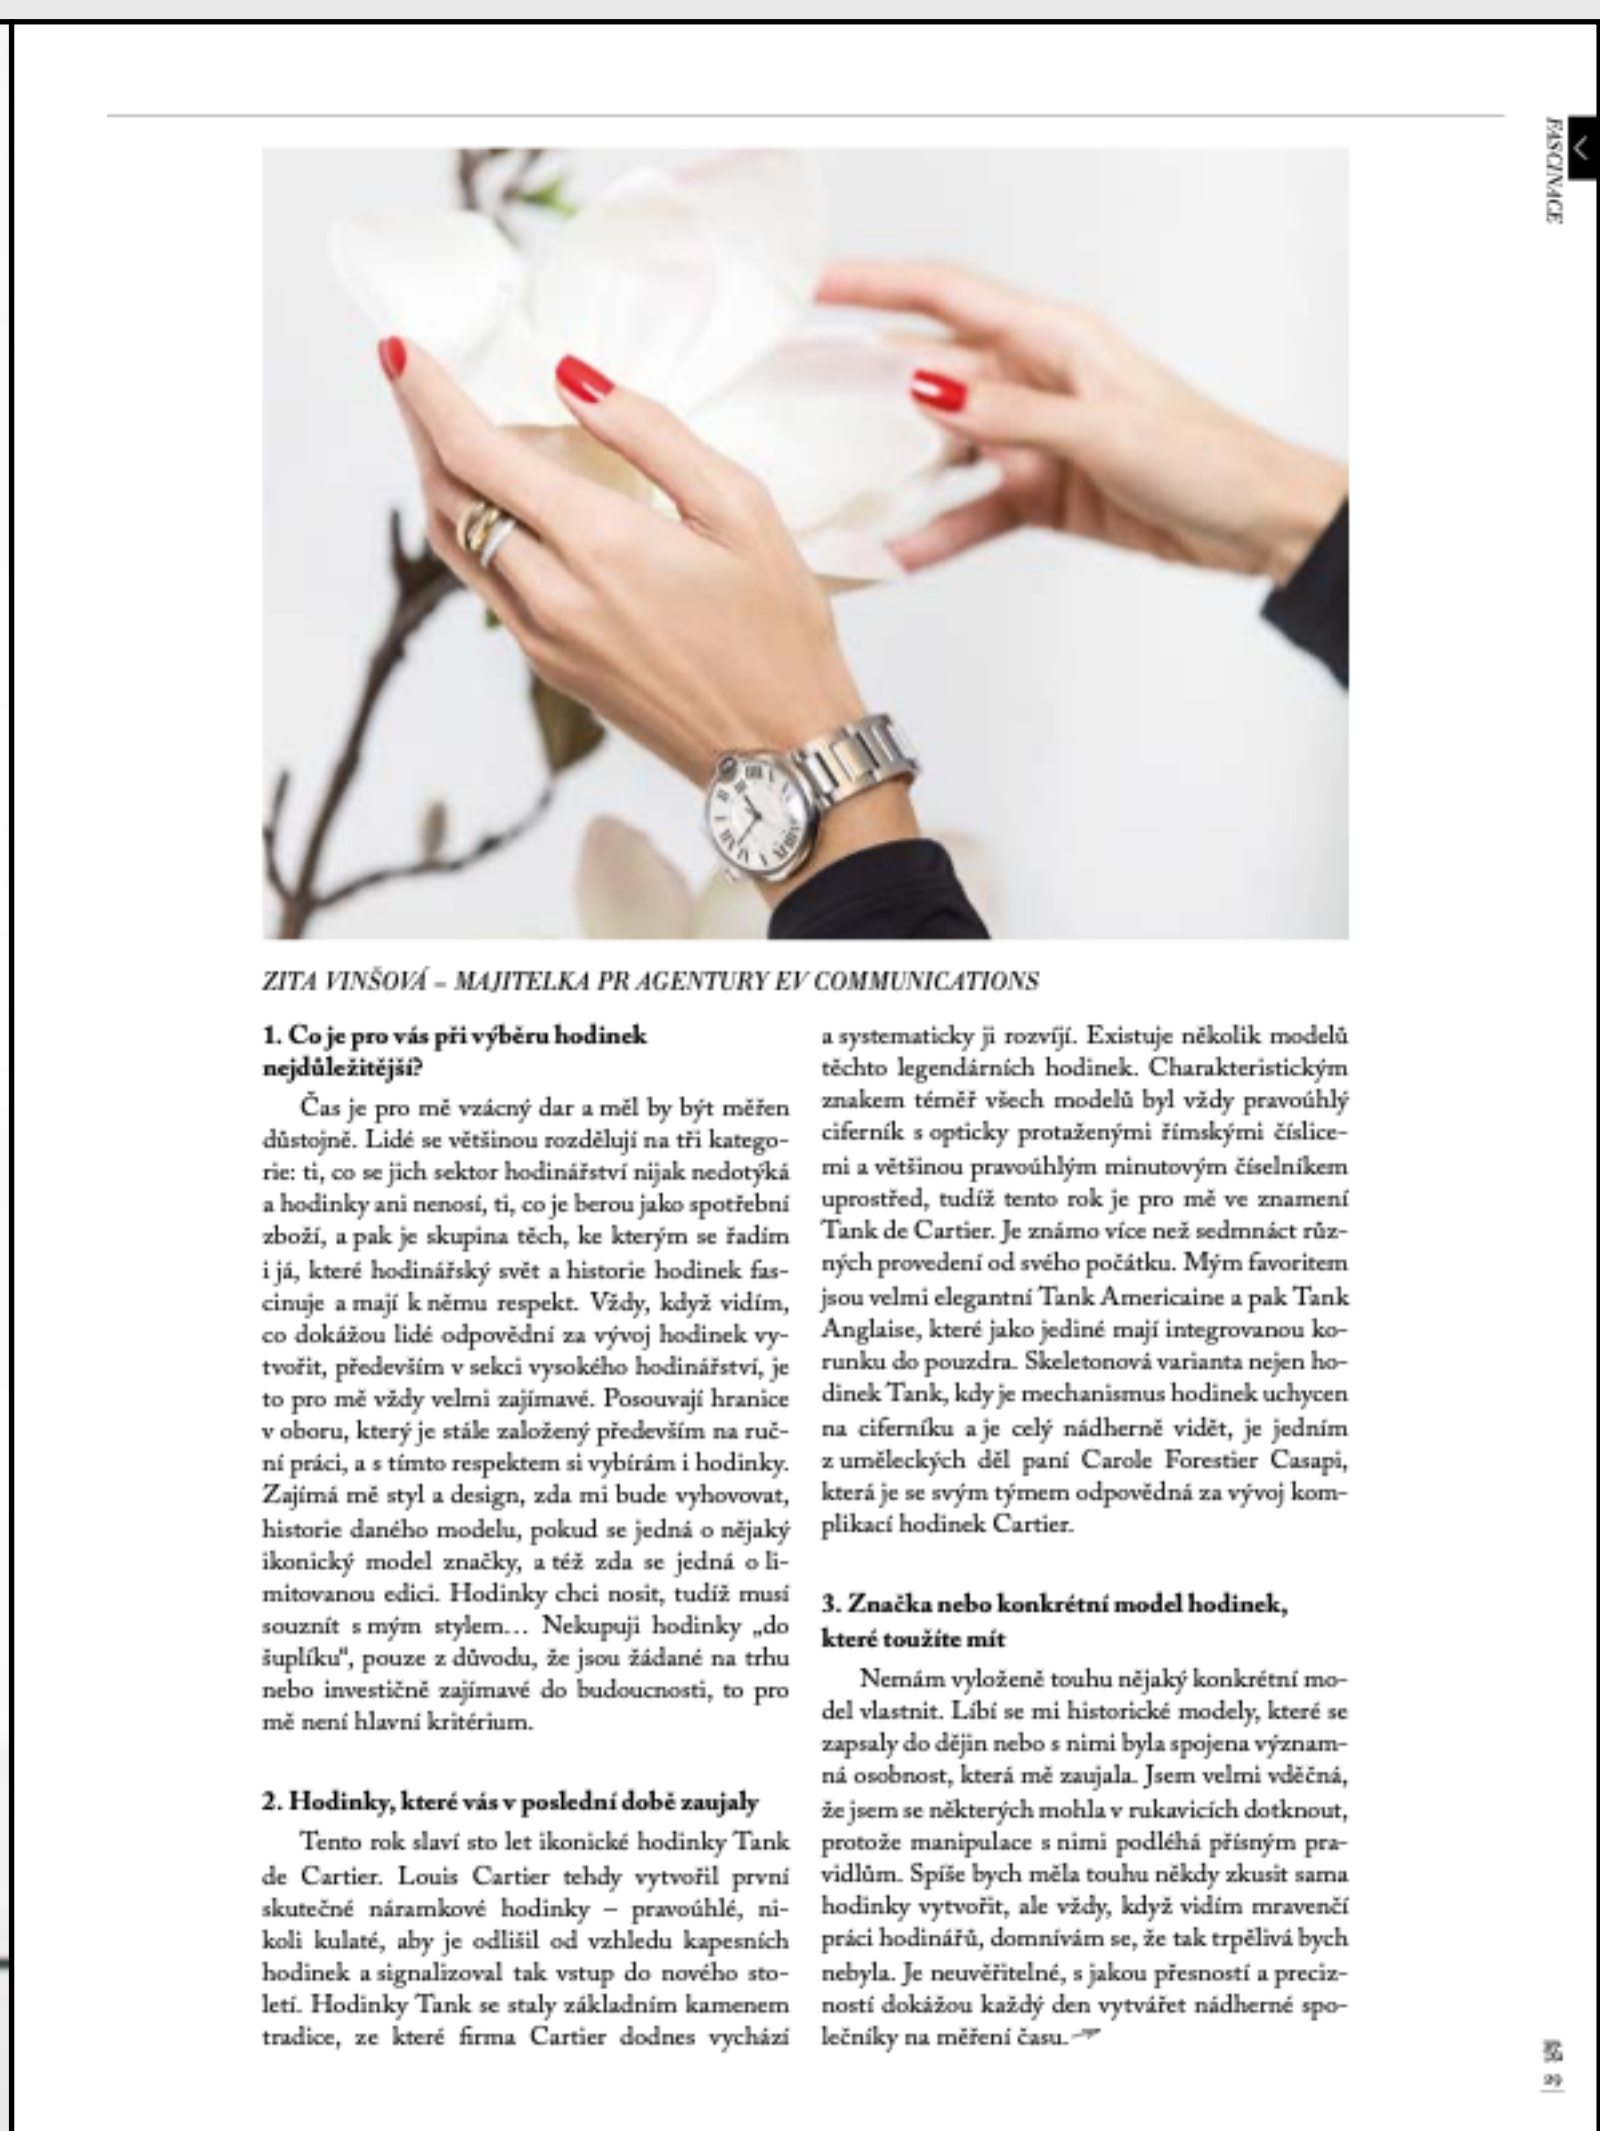 FASCINACE
ZITA VINŠOVÁ – MAJITELKA PR AGENTURY EV COMMUNICATIONS
1. Co je pro vás při výběru hodinek
nejdůležitější?
Čas je pro mě vzácný dar a měl by být měřen
důstojně. Lidé se většinou rozdělují na tři katego-
rie: ti, co se jich sektor hodinářství nijak nedotýká
a hodinky ani nenosí, ti, co je berou jako spotřební
zboží, a pak je skupina těch, ke kterým se řadím
i já, které hodinářský svět a historie hodinek fas-
cinuje a mají k němu respekt. Vždy, když vidím,
co dokážou lidé odpovědní za vývoj hodinek vy-
tvořit, především v sekci vysokého hodinářství, je
to pro mě vždy velmi zajímavé. Posouvají hranice
v oboru, který je stále založený především na ruč-
ní práci, a s tímto respektem si vybírám i hodinky.
Zajímá mě styl a design, zda mi bude vyhovovat,
historie daného modelu, pokud se jedná o nějaký
ikonický model značky, a též zda se jedná o li-
mitovanou edici. Hodinky chci nosit, tudíž musí
souznít s mým stylem… Nekupuji hodinky „do
šuplíku", pouze z důvodu, že jsou žádané na trhu
nebo investičně zajímavé do budoucnosti, to pro
mě není hlavní kritérium.
2. Hodinky, které vás v poslední době zaujaly
Tento rok slaví sto let ikonické hodinky Tank
de Cartier. Louis Cartier tehdy vytvořil první
skutečné náramkové hodinky – pravoúhlé, ni-
koli kulaté, aby je odlišil od vzhledu kapesních
hodinek a signalizoval tak vstup do nového sto-
letí. Hodinky Tank se staly základním kamenem
tradice, ze které firma Cartier dodnes vychází
a systematicky ji rozvíjí. Existuje několik modelů
těchto legendárních hodinek. Charakteristickým
znakem téměř všech modelů byl vždy pravoúhlý
ciferník s opticky protaženými římskými číslice-
mi a většinou pravoúhlým minutovým číselníkem
uprostřed, tudíž tento rok je pro mě ve znamení
Tank de Cartier. Je známo více než sedmnáct růz-
ných provedení od svého počátku. Mým favoritem
jsou velmi elegantní Tank Americaine a pak Tank
Anglaise, které jako jediné mají integrovanou ko-
runku do pouzdra. Skeletonová varianta nejen ho-
dinek Tank, kdy je mechanismus hodinek uchycen
na ciferníku a je celý nádherně vidět, je jedním
z uměleckých děl paní Carole Forestier Casapi,
která je se svým týmem odpovědná za vývoj kom-
plikací hodinek Cartier.
3. Značka nebo konkrétní model hodinek,
které toužíte mít
Nemám vyloženě touhu nějaký konkrétní mo-
del vlastnit. Líbí se mi historické modely, které se
zapsaly do dějin nebo s nimi byla spojena význam-
ná osobnost, která mě zaujala. Jsem velmi vděčná,
že jsem se některých mohla v rukavicích dotknout,
protože manipulace s nimi podléhá přísným pra-
vidlům. Spíše bych měla touhu někdy zkusit sama
hodinky vytvořit, ale vždy, když vidím mravenčí
práci hodinářů, domnívám se, že tak trpělivá bych
nebyla. Je neuvěřitelné, s jakou přesností a preciz-
ností dokážou každý den vytvářet nádherné spo-
lečníky na měření času.
29